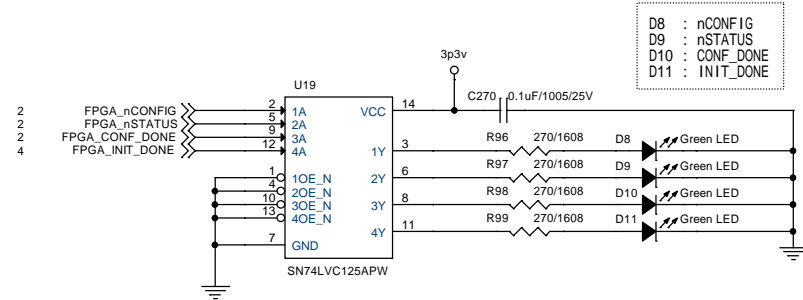 D8 : nCONFIG
D9 : nSTATUS
D10 : CONF_DONE
D11 : INIT_DONE
3p3v
U19
C270 0.1uF/1005/25V
2 FPGA_nCONFIG 2 1A VCC 14
2 FPGA_nSTATUS 5 2A
2 FPGA_CONF_DONE 9 3A
4 FPGA_INIT_DONE 12 4A
1Y 3 R96 270/1608 D8 Green LED
1 1OE_N 2Y 6 R97 270/1608 D9 Green LED
4 2OE_N
10 3OE_N 3Y 8 R98 270/1608 D10 Green LED
13 4OE_N
4Y 11 R99 270/1608 D11 Green LED
7 GND
SN74LVC125APW